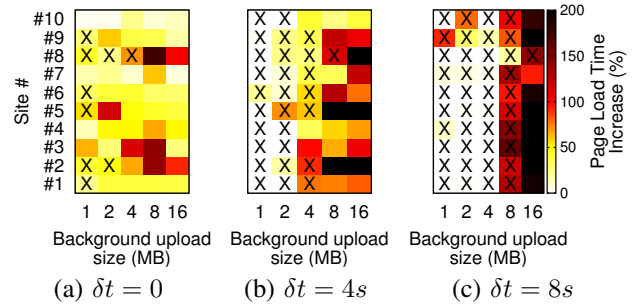 Site #
#10
#9
#8
#7
#6
#5
#4
#3
#2
#1
X
X X X
X
X
X X
X
1 2 4 8 16
Background upload
size (MB)
(a) δt = 0
X X
X X
X X X
X X
X X
X X X
X X
X X
X X X
X X X
1 2 4 8 16
Background upload
size (MB)
(b) δt = 4s
X X X X
X X X X
X X X X X
X X X X
X X X X
X X X X
X X X X
X X X X
X X X X
X X X X
1 2 4 8 16
Background upload
size (MB)
(c) δt = 8s
200
150
100
50
0
Page Load Time
Increase (%)